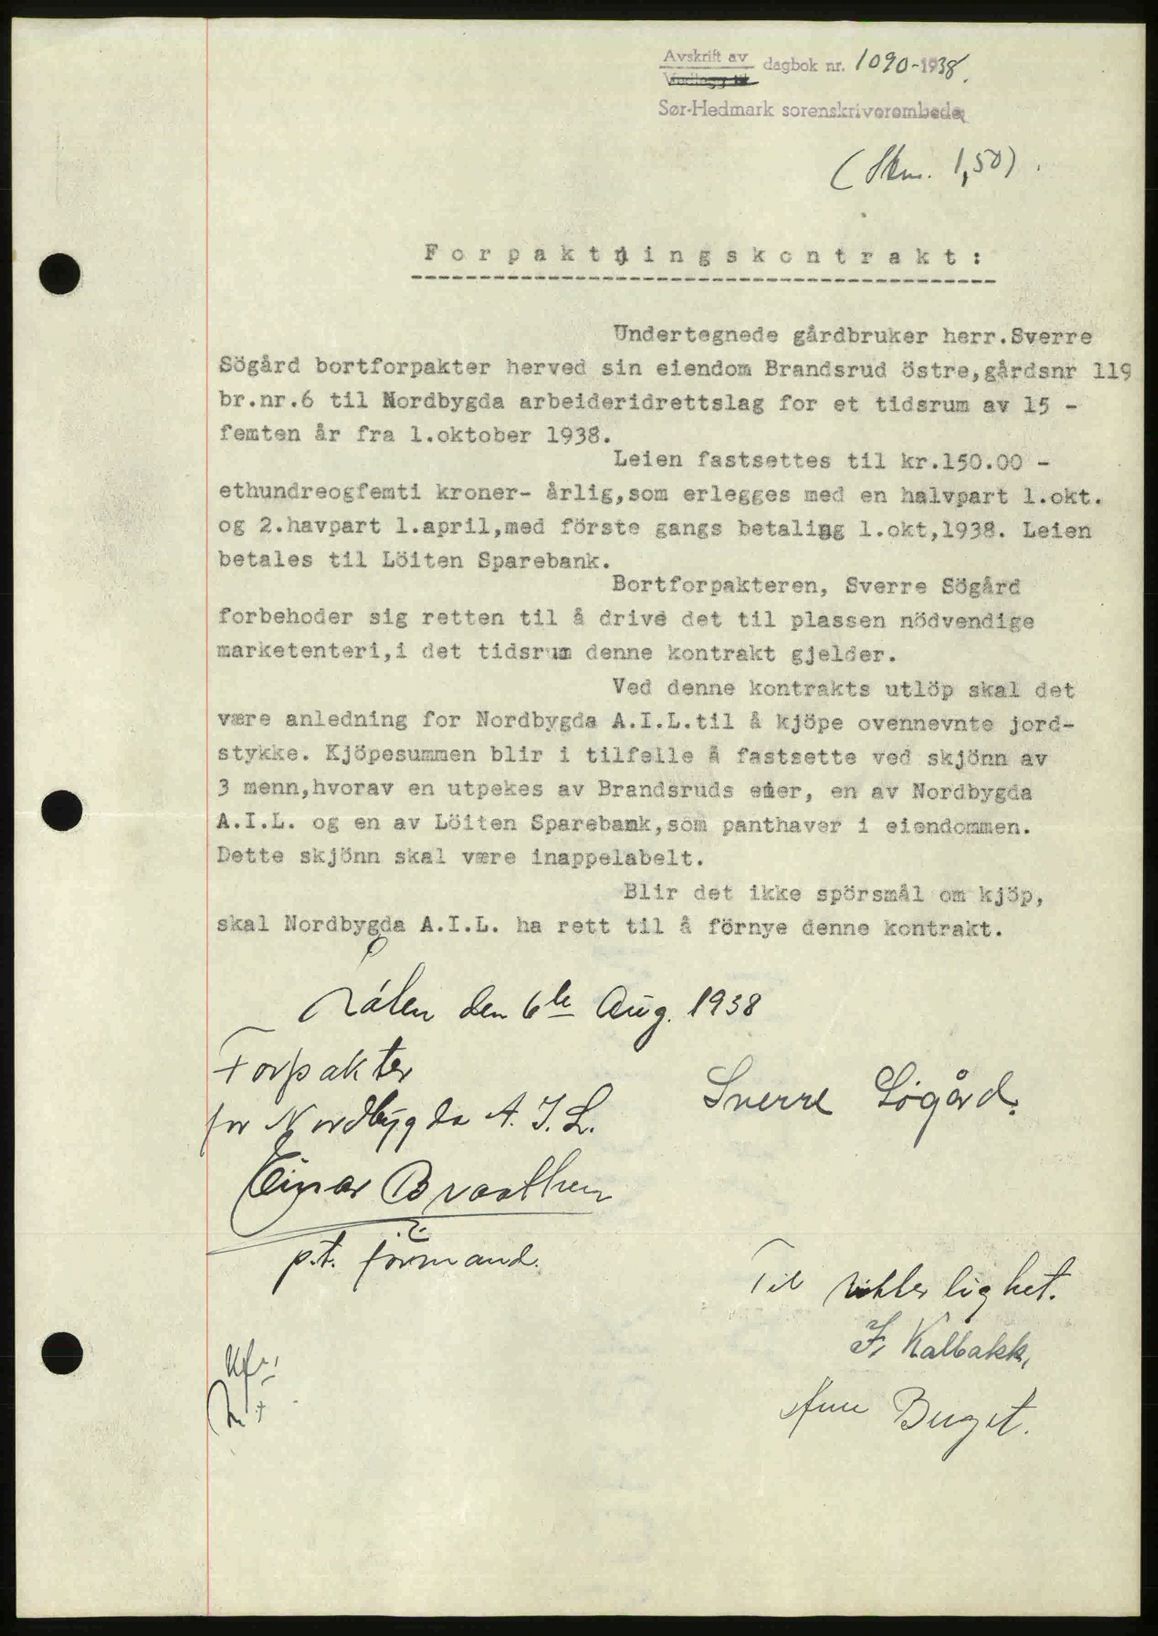 Avskrift av dagbok nr. 1090-1938.
Vedlegg til
Sør-Hedmark sorenskriverembede
(Stm. 1,50).
Forpaktningskontrakt:
Undertegnede gårdbruker herr.Sverre
Sögård bortforpakter herved sin eiendom Brandsrud östre,gårdsnr 119
br.nr.6 til Nordbygda arbeideridrettslag for et tidsrum av 15 -
femten år fra 1.oktober 1938.
Leien fastsettes til kr.150.00 -
ethundreogfemti kroner- årlig,som erlegges med en halvpart 1.okt.
og 2.havpart 1.april,med förste gangs betaling 1.okt,1938. Leien
betales til Löiten Sparebank.
Bortforpakteren, Sverre Sögård
forbehoder sig retten til å drive det til plassen nödvendige
marketenteri,i det tidsrum denne kontrakt gjelder.
Ved denne kontrakts utlöp skal det
være anledning for Nordbygda A.I.L.til å kjöpe ovennevnte jord-
stykke. Kjöpesummen blir i tilfelle å fastsette ved skjönn av
3 menn,hvorav en utpekes av Brandsruds eier, en av Nordbygda
A.I.L. og en av Löiten Sparebank,som panthaver i eiendommen.
Dette skjönn skal være inappelabelt.
Blir det ikke spörsmål om kjöp,
skal Nordbygda A.I.L. ha rett til å förnye denne kontrakt.
den 6te Aug. 1938
Forpakter
for Nordbygda A.I.L.
Sverre Søgård.
Einar Braathen
p.t. formand.
Til vitterlighet.
Kalbakk,
Kfr.